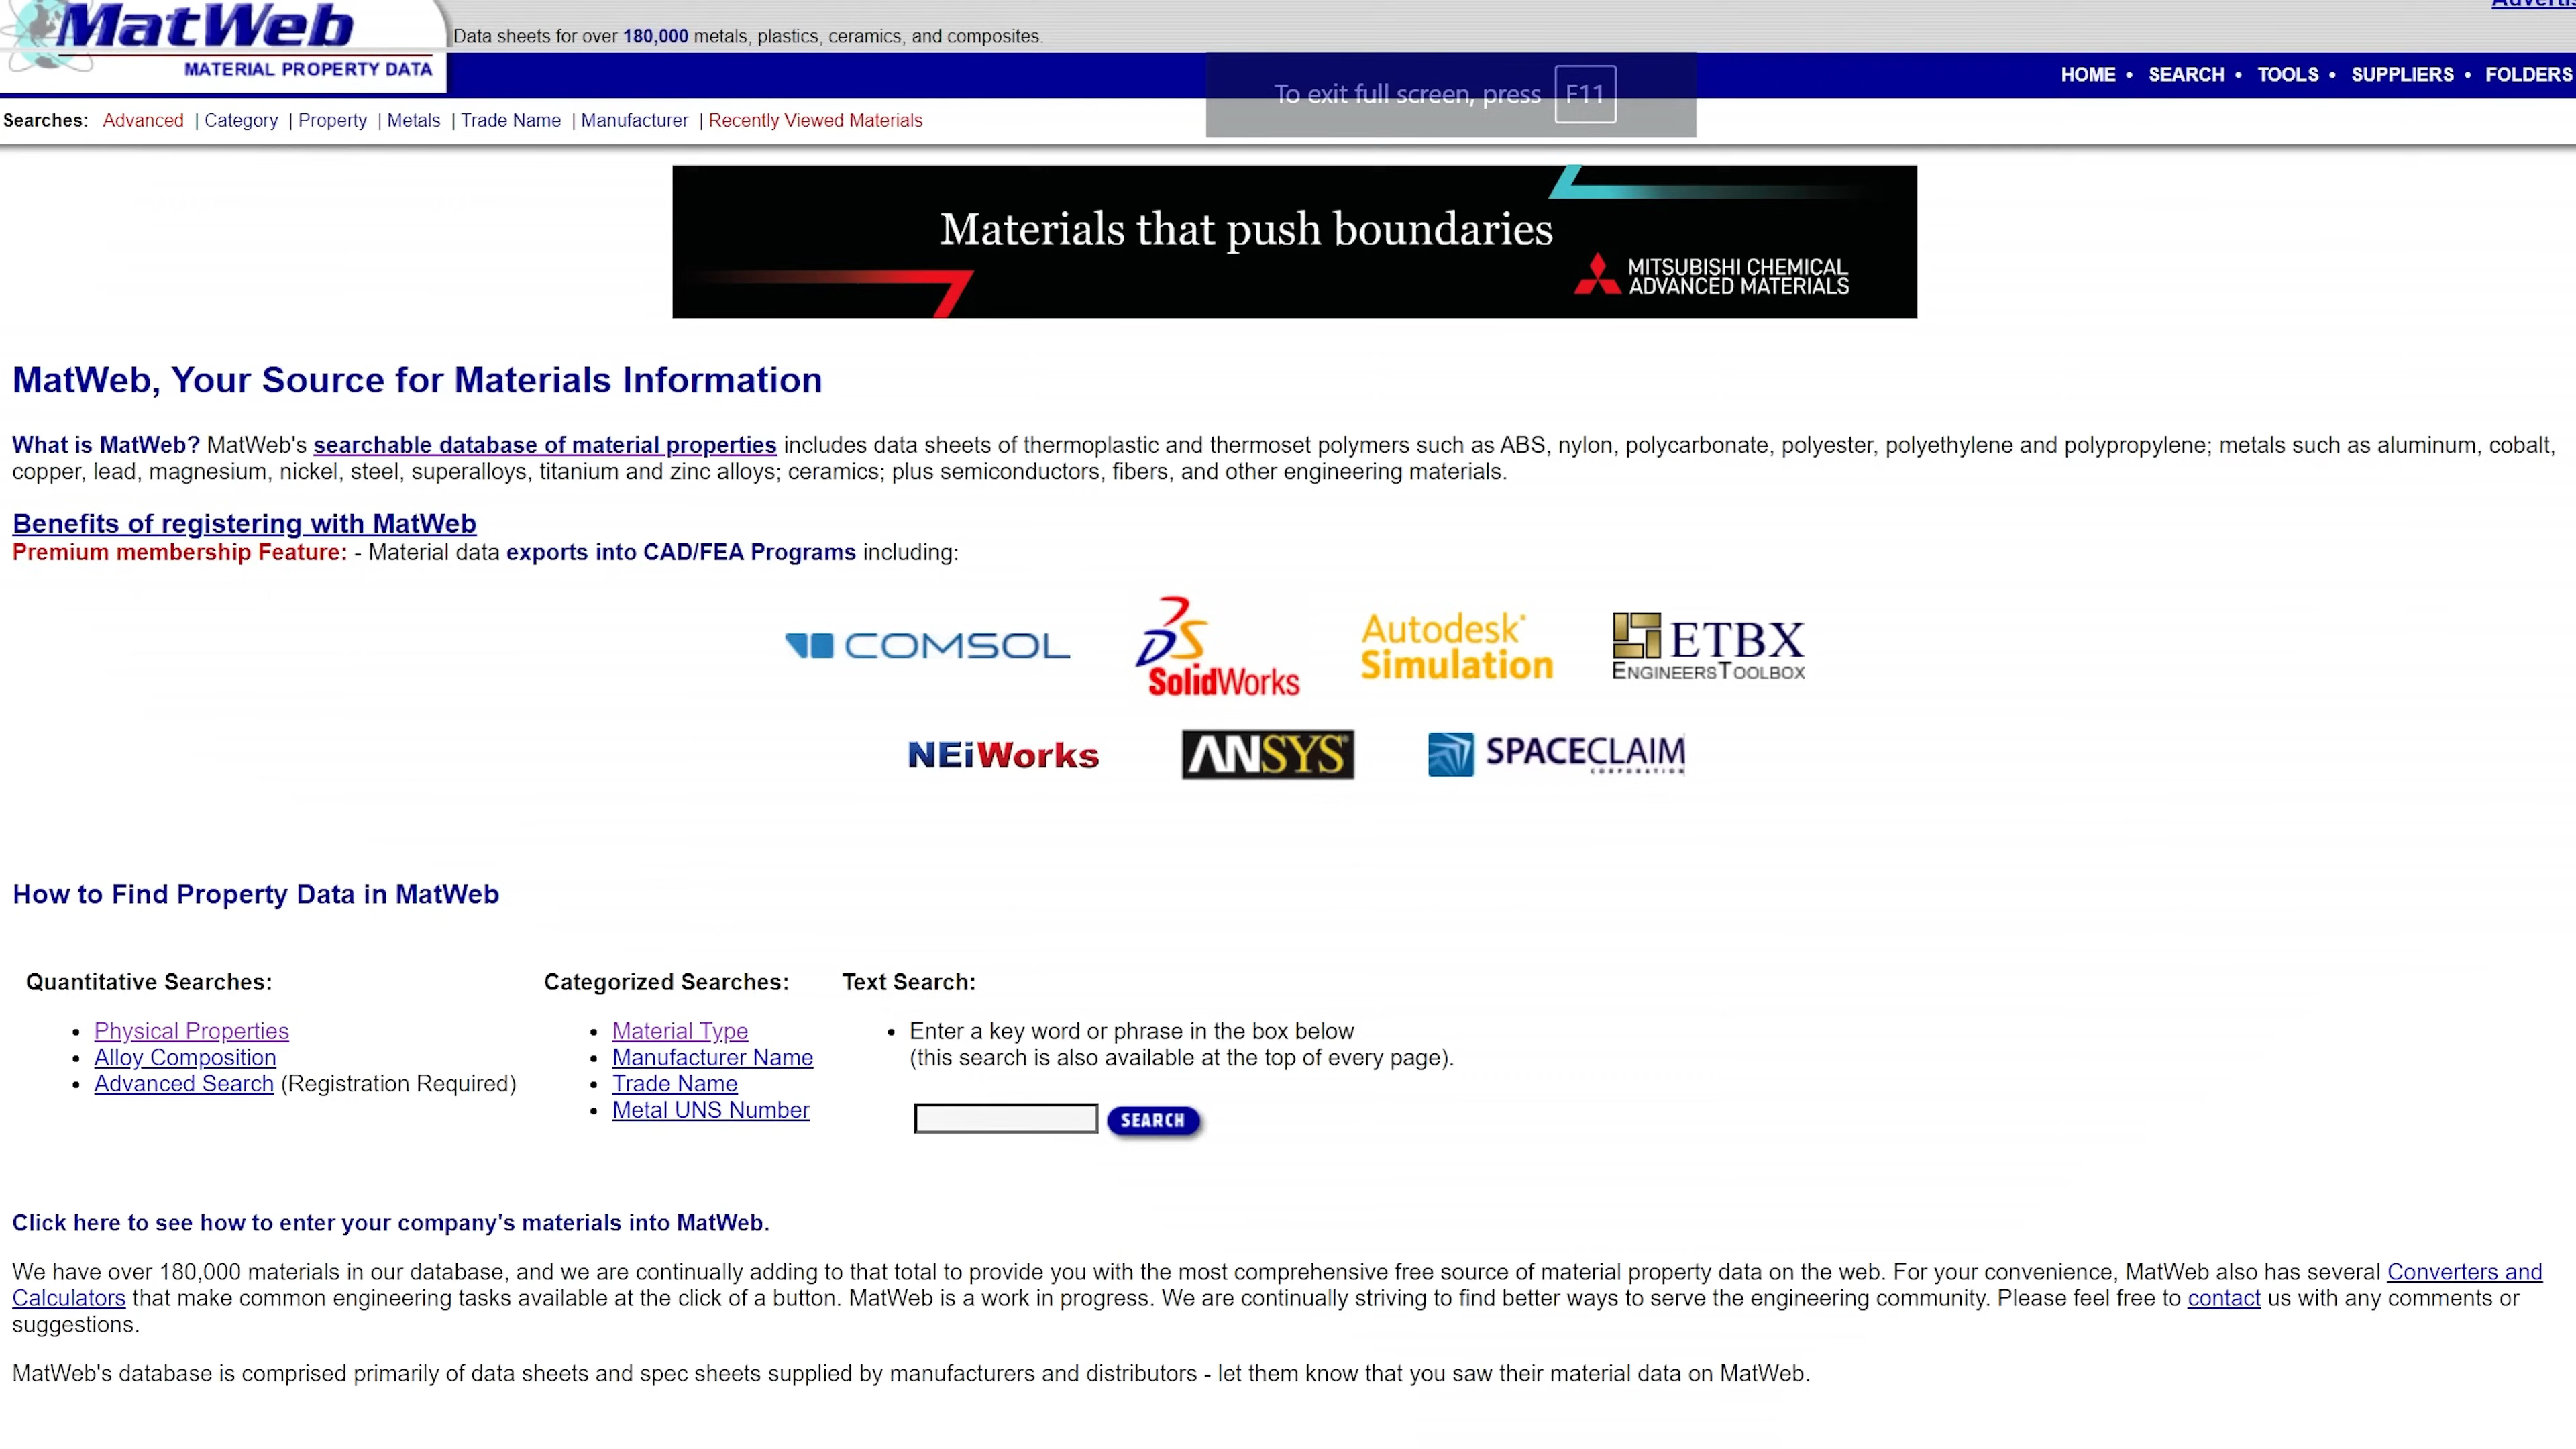 MatWeb
MATERIAL PROPERTY DATA
Data sheets for over 180,000 metals, plastics, ceramics, and composites.
To exit full screen, press F11
HOME • SEARCH • TOOLS • SUPPLIERS • FOLDERS
Searches: Advanced | Category | Property | Metals | Trade Name | Manufacturer | Recently Viewed Materials
Materials that push boundaries
MITSUBISHI CHEMICAL
ADVANCED MATERIALS
MatWeb, Your Source for Materials Information
What is MatWeb? MatWeb's searchable database of material properties includes data sheets of thermoplastic and thermoset polymers such as ABS, nylon, polycarbonate, polyester, polyethylene and polypropylene; metals such as aluminum, cobalt,
copper, lead, magnesium, nickel, steel, superalloys, titanium and zinc alloys; ceramics; plus semiconductors, fibers, and other engineering materials.
Benefits of registering with MatWeb
Premium membership Feature: - Material data exports into CAD/FEA Programs including:
COMSOL
DS
SolidWorks
Autodesk
Simulation
ETBX
ENGINEERSTOOLBOX
NEiWorks
ANSYS
SPACECLAIM
CORPORATION
How to Find Property Data in MatWeb
Quantitative Searches:
• Physical Properties
• Alloy Composition
• Advanced Search (Registration Required)
Categorized Searches:
• Material Type
• Manufacturer Name
• Trade Name
• Metal UNS Number
Text Search:
• Enter a key word or phrase in the box below
(this search is also available at the top of every page).
SEARCH
Click here to see how to enter your company's materials into MatWeb.
We have over 180,000 materials in our database, and we are continually adding to that total to provide you with the most comprehensive free source of material property data on the web. For your convenience, MatWeb also has several Converters and
Calculators that make common engineering tasks available at the click of a button. MatWeb is a work in progress. We are continually striving to find better ways to serve the engineering community. Please feel free to contact us with any comments or
suggestions.
MatWeb's database is comprised primarily of data sheets and spec sheets supplied by manufacturers and distributors - let them know that you saw their material data on MatWeb.